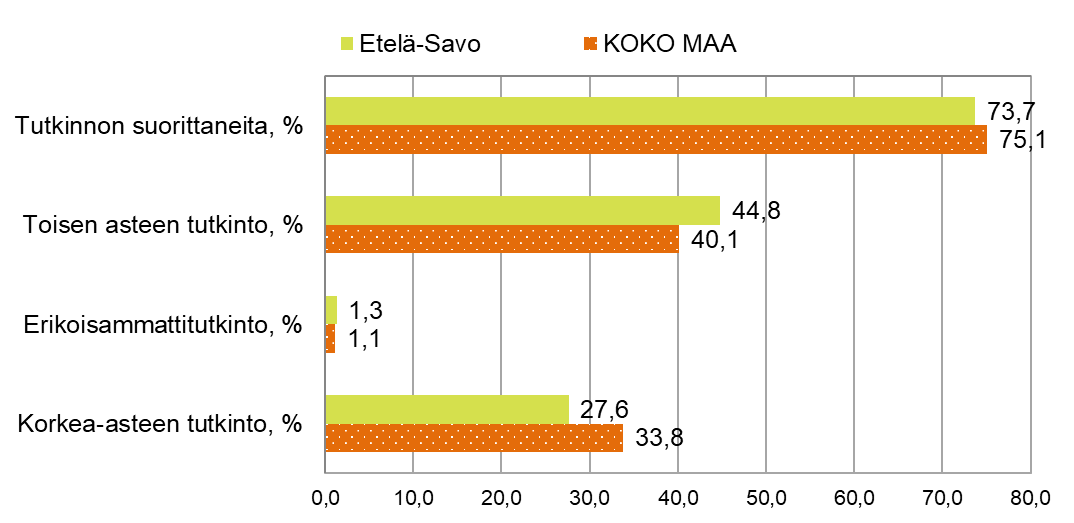 Etelä-Savo KOKO MAA
Tutkinnon suorittaneita, % 73,7
75,1
Toisen asteen tutkinto, % 44,8
40,1
Erikoisammattitutkinto, % 1,3
1,1
Korkea-asteen tutkinto, % 27,6
33,8
0,0 10,0 20,0 30,0 40,0 50,0 60,0 70,0 80,0